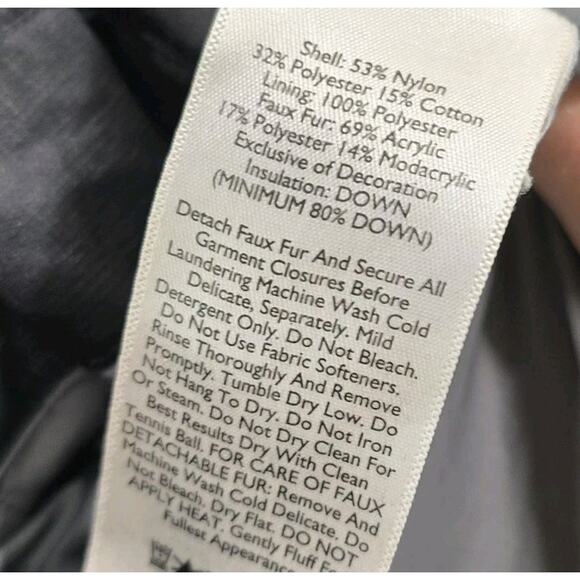 Shell: 53% Nylon
32% Polyester 15% Cotton
Lining: 100% Polyester
Faux Fur: 69% Acrylic
17% Polyester 14% Modacrylic
Exclusive of Decoration
Insulation: DOWN
(MINIMUM 80% DOWN)
Detach Faux Fur And Secure All
Garment Closures Before
Laundering Machine Wash Cold
Delicate, Separately. Mild
Detergent Only. Do Not Bleach.
Do Not Use Fabric Softeners.
Rinse Thoroughly And Remove
Promptly. Tumble Dry Low. Do
Not Hang To Dry. Do Not Iron
Or Steam. Do Not Dry Clean For
Best Results Dry With Clean
Tennis Ball. FOR CARE OF FAUX
DETACHABLE FUR: Remove And
Machine Wash Cold Delicate. Do
Not Bleach, Dry Flat. DO NOT
APPLY HEAT. Gently Fluff
Fullest Appearance